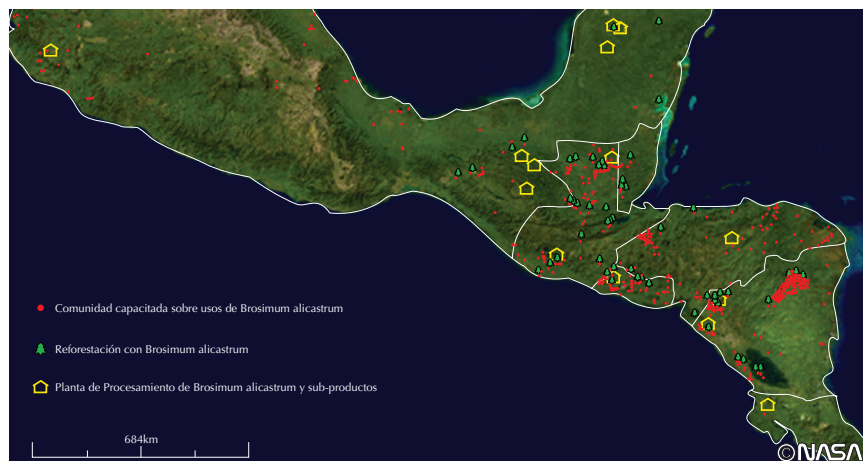 Comunidad capacitada sobre usos de Brosimum alicastrum
Reforestación con Brosimum alicastrum
Planta de Procesamiento de Brosimum alicastrum y sub-productos
684km
©NASA